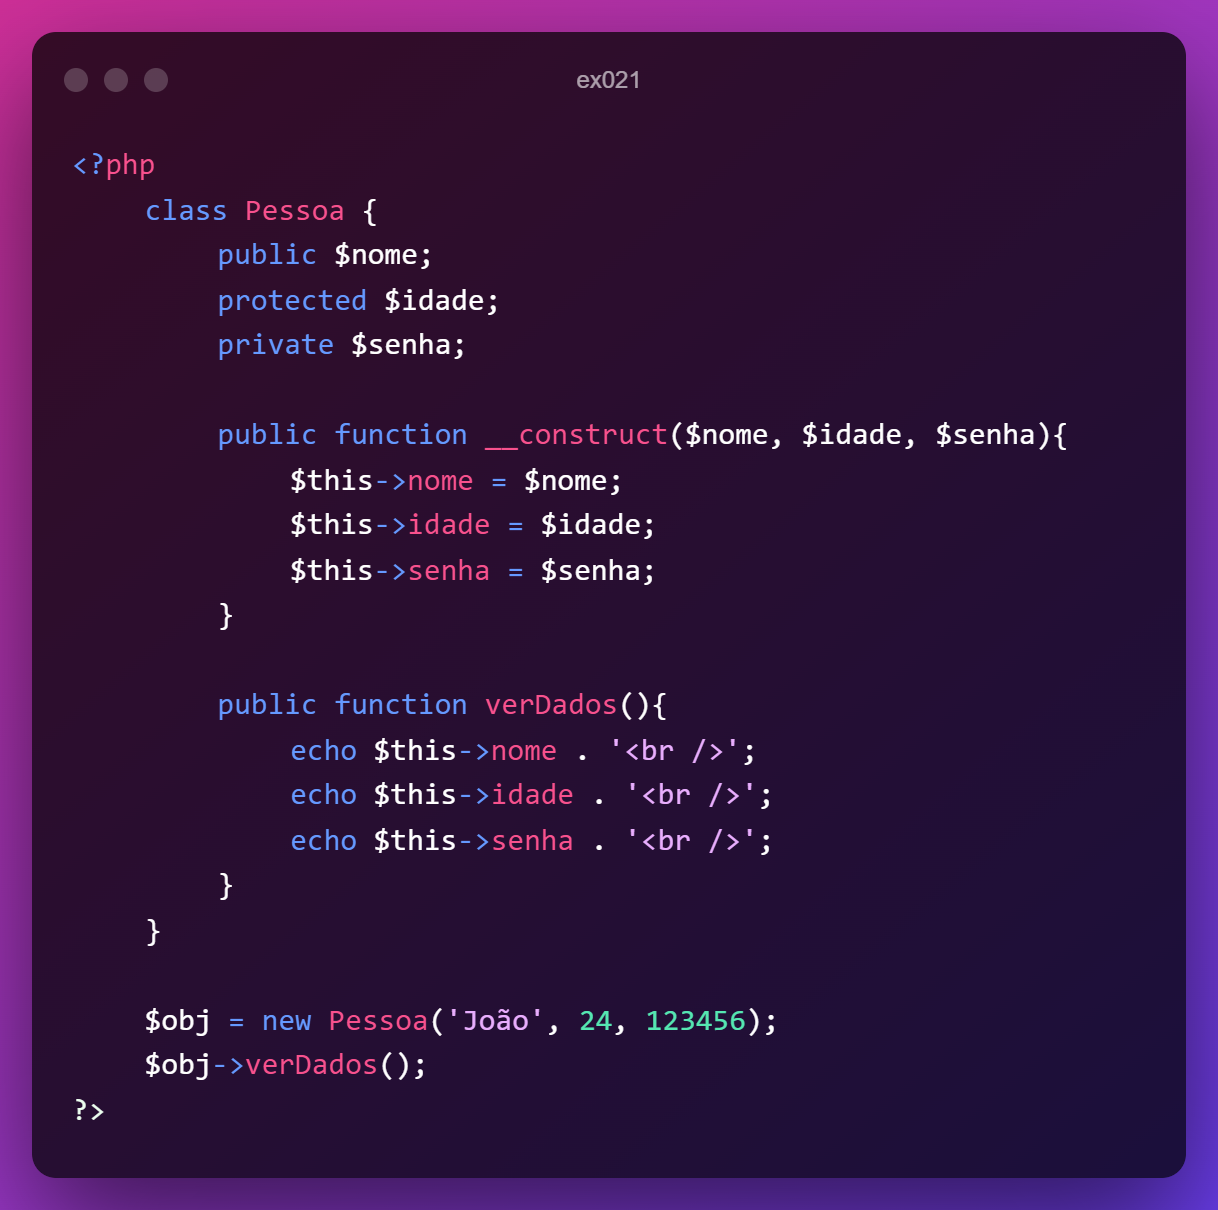 ex021
<?php
    class Pessoa {
        public $nome;
        protected $idade;
        private $senha;

        public function __construct($nome, $idade, $senha){
            $this->nome = $nome;
            $this->idade = $idade;
            $this->senha = $senha;
        }

        public function verDados(){
            echo $this->nome . '<br />';
            echo $this->idade . '<br />';
            echo $this->senha . '<br />';
        }
    }

    $obj = new Pessoa('João', 24, 123456);
    $obj->verDados();
?>